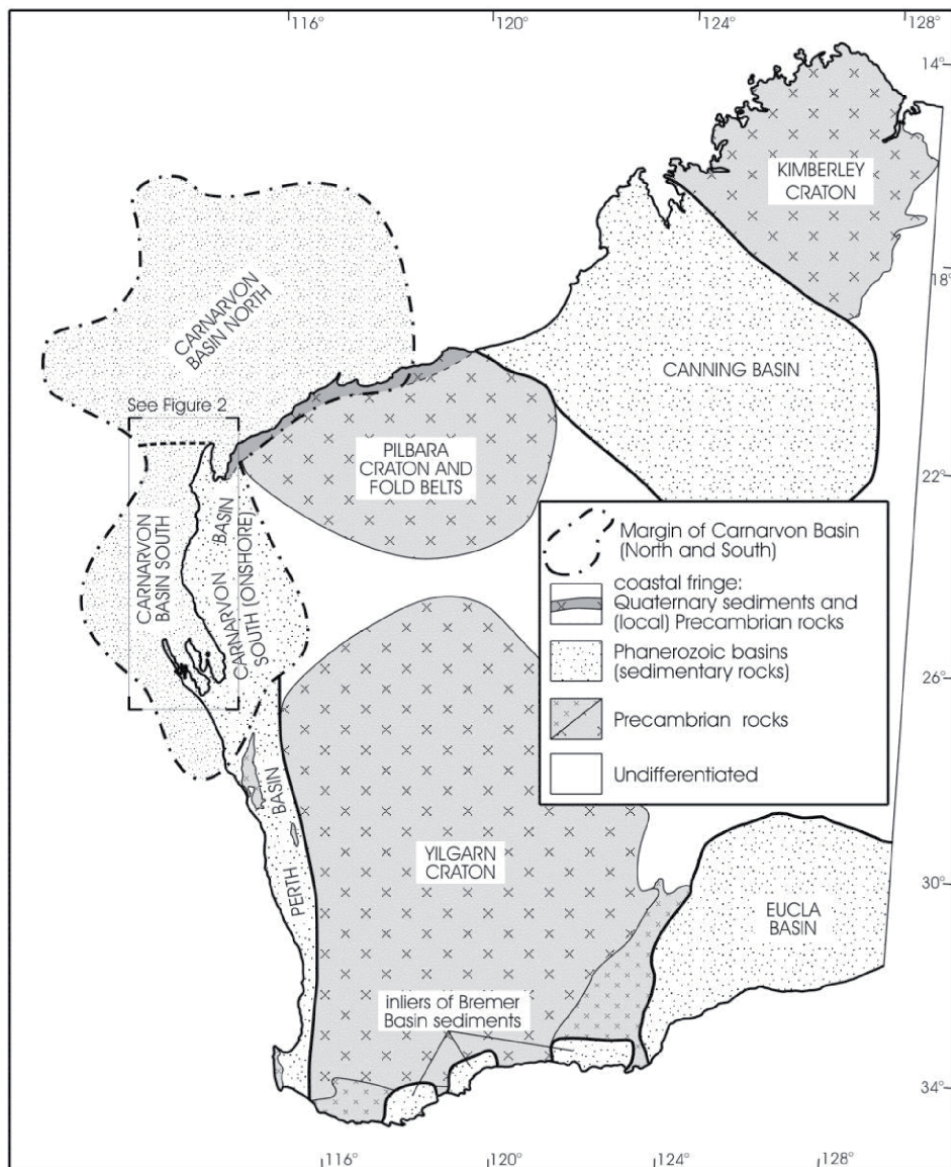 116°
120°
124°
128°
14°
KIMBERLEY
CRATON
18°
CARNARVON
BASIN NORTH
CANNING BASIN
See Figure 2
PILBARA
CRATON AND
FOLD BELTS
22°
CARNARVON
BASIN SOUTH
BASIN
CARNARVON
SOUTH (ONSHORE)
Margin of Carnarvon Basin
(North and South)
coastal fringe:
Quaternary sediments and
(local) Precambrian rocks
Phanerozoic basins
(sedimentary rocks)
Precambrian rocks
Undifferentiated
26°
PERTH BASIN
YILGARN
CRATON
30°
EUCLA
BASIN
inliers of Bremer
Basin sediments
34°
116°
120°
124°
128°